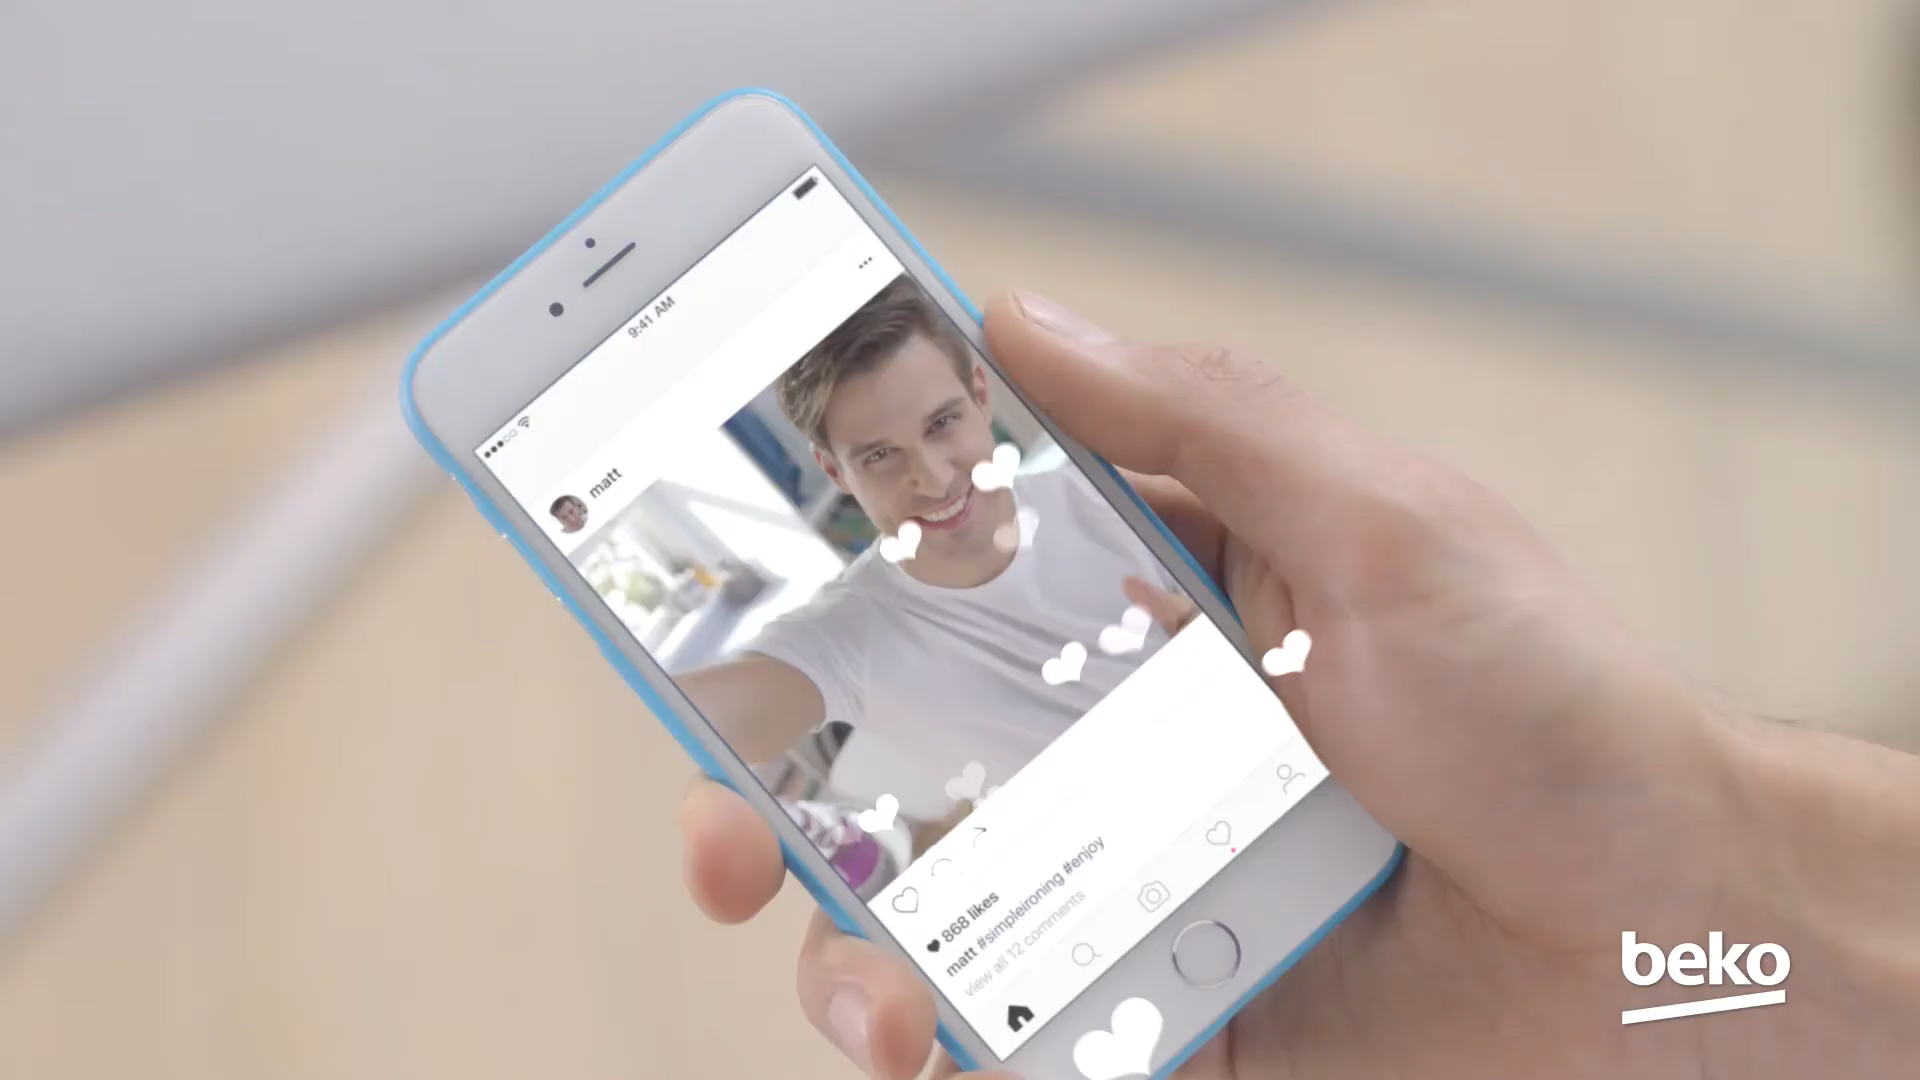 9:41 AM
matt
868 likes
matt #simpleironing #enjoy
view all 12 comments
beko